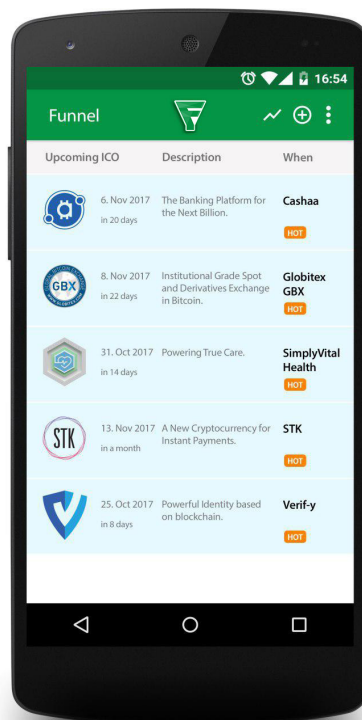 16:54
Funnel
Upcoming ICO Description When
6. Nov 2017 The Banking Platform for the Next Billion. Cashaa
in 20 days
HOT
GBX
8. Nov 2017 Institutional Grade Spot and Derivatives Exchange in Bitcoin. Globitex GBX
in 22 days
HOT
31. Oct 2017 Powering True Care. SimplyVital Health
in 14 days
HOT
STK
13. Nov 2017 A New Cryptocurrency for Instant Payments. STK
in a month
HOT
25. Oct 2017 Powerful Identity based on blockchain. Verif-y
in 8 days
HOT